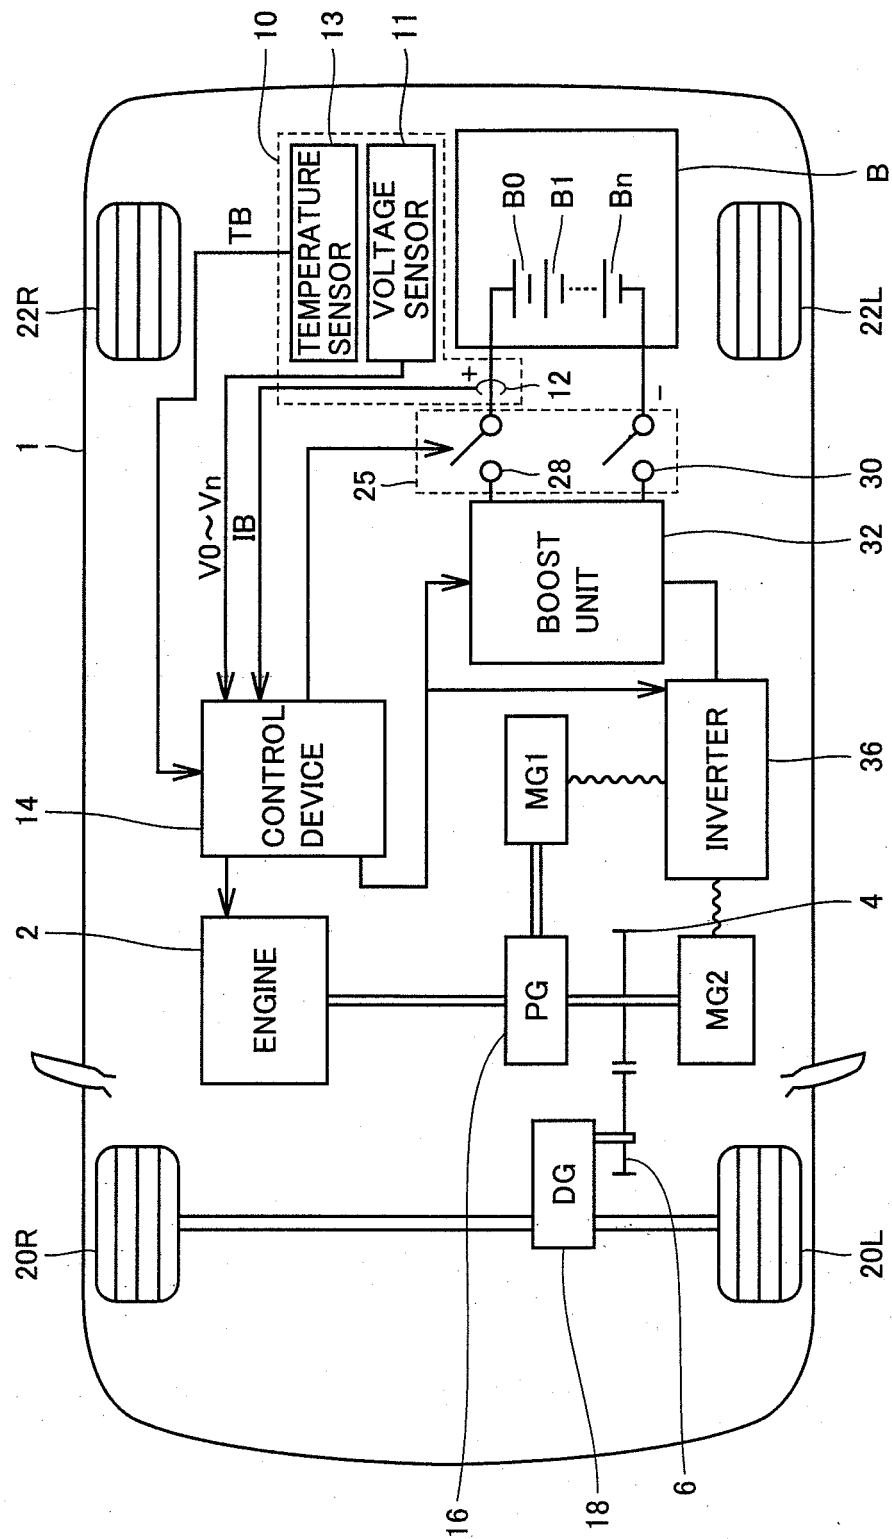 20R
2
14
1
22R
10
13
11
TB
V0～Vn
IB
TEMPERATURE
SENSOR
ENGINE
CONTROL
DEVICE
VOLTAGE
SENSOR
25
+
12
28
B0
B1
Bn
−
16
18
6
DG
PG
MG1
BOOST
UNIT
MG2
INVERTER
20L
4
36
32
30
22L
B